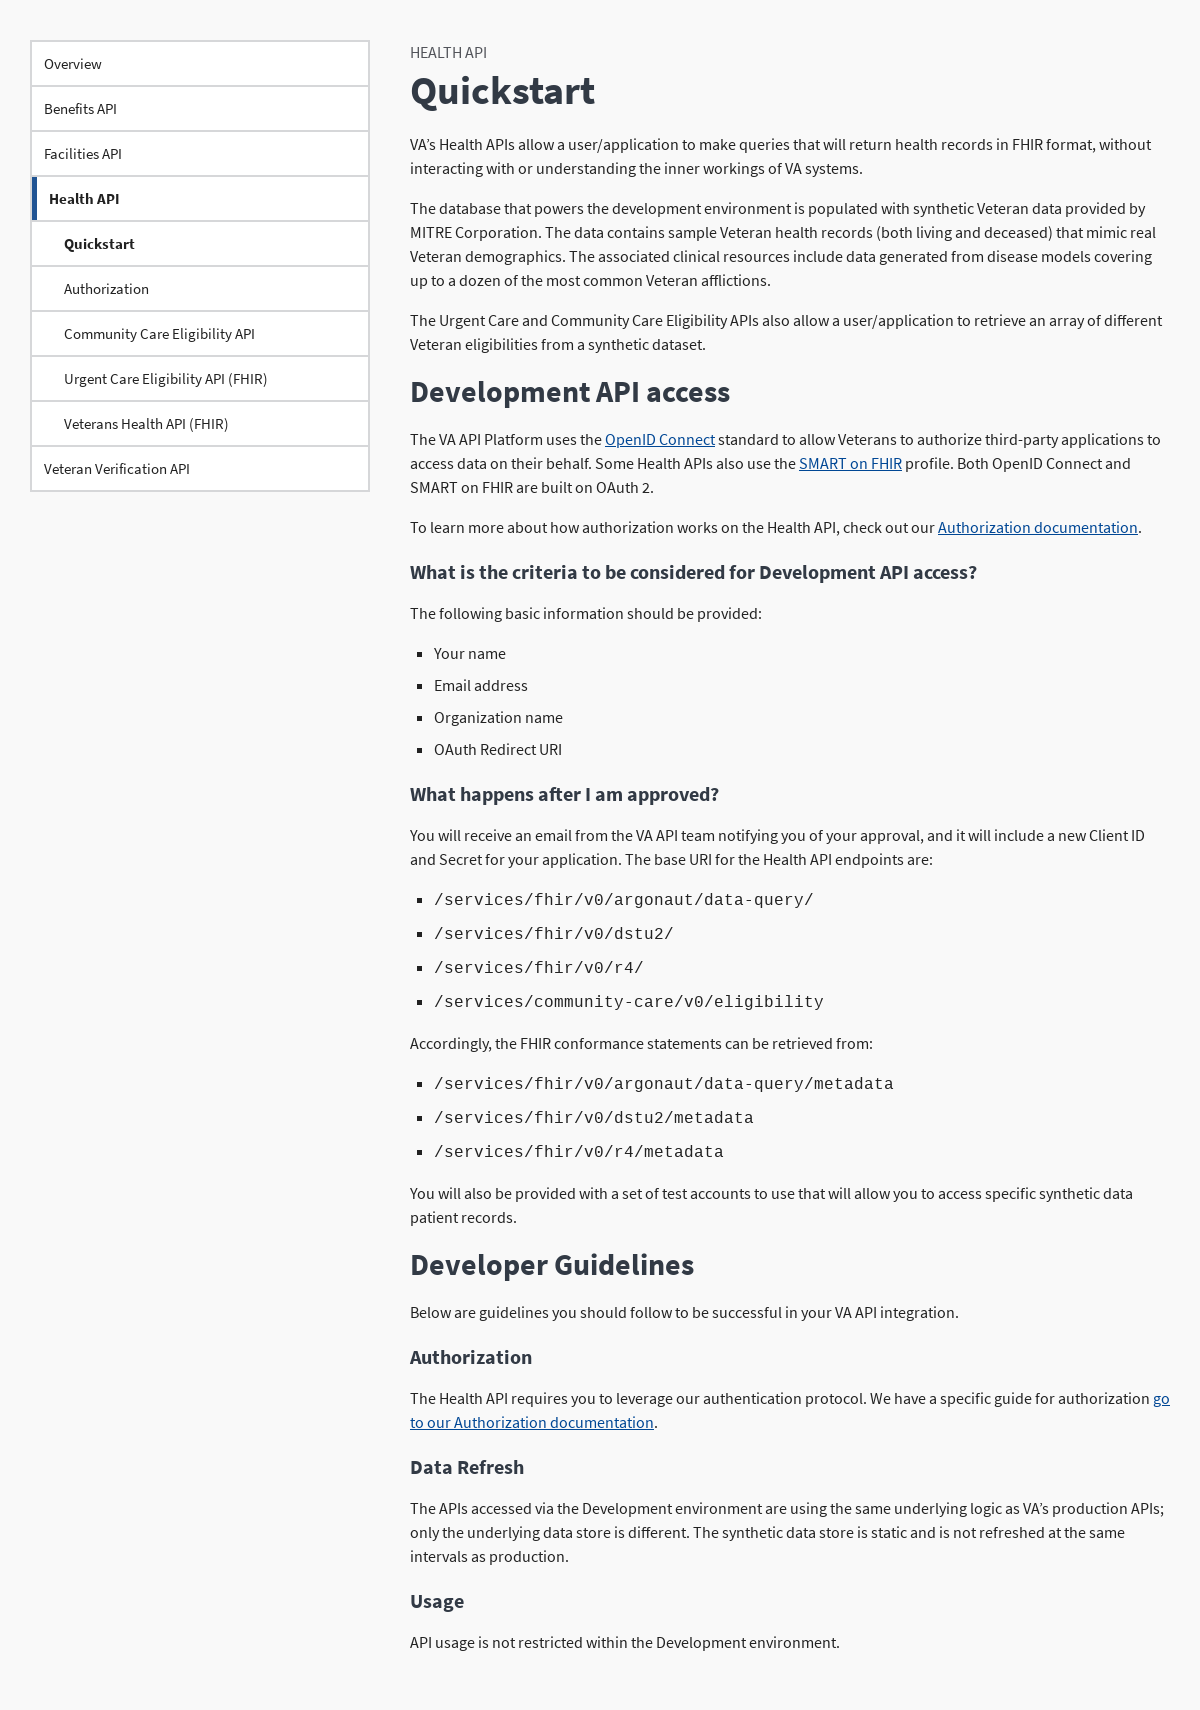 Overview
Benefits API
Facilities API
Health API
Quickstart
Authorization
Community Care Eligibility API
Urgent Care Eligibility API (FHIR)
Veterans Health API (FHIR)
Veteran Verification API
HEALTH API
Quickstart
VA’s Health APIs allow a user/application to make queries that will return health records in FHIR format, without
interacting with or understanding the inner workings of VA systems.
The database that powers the development environment is populated with synthetic Veteran data provided by
MITRE Corporation. The data contains sample Veteran health records (both living and deceased) that mimic real
Veteran demographics. The associated clinical resources include data generated from disease models covering
up to a dozen of the most common Veteran afflictions.
The Urgent Care and Community Care Eligibility APIs also allow a user/application to retrieve an array of different
Veteran eligibilities from a synthetic dataset.
Development API access
The VA API Platform uses the OpenID Connect standard to allow Veterans to authorize third-party applications to
access data on their behalf. Some Health APIs also use the SMART on FHIR profile. Both OpenID Connect and
SMART on FHIR are built on OAuth 2.
To learn more about how authorization works on the Health API, check out our Authorization documentation.
What is the criteria to be considered for Development API access?
The following basic information should be provided:
▪ Your name
▪ Email address
▪ Organization name
▪ OAuth Redirect URI
What happens after I am approved?
You will receive an email from the VA API team notifying you of your approval, and it will include a new Client ID
and Secret for your application. The base URI for the Health API endpoints are:
▪ /services/fhir/v0/argonaut/data-query/
▪ /services/fhir/v0/dstu2/
▪ /services/fhir/v0/r4/
▪ /services/community-care/v0/eligibility
Accordingly, the FHIR conformance statements can be retrieved from:
▪ /services/fhir/v0/argonaut/data-query/metadata
▪ /services/fhir/v0/dstu2/metadata
▪ /services/fhir/v0/r4/metadata
You will also be provided with a set of test accounts to use that will allow you to access specific synthetic data
patient records.
Developer Guidelines
Below are guidelines you should follow to be successful in your VA API integration.
Authorization
The Health API requires you to leverage our authentication protocol. We have a specific guide for authorization go
to our Authorization documentation.
Data Refresh
The APIs accessed via the Development environment are using the same underlying logic as VA’s production APIs;
only the underlying data store is different. The synthetic data store is static and is not refreshed at the same
intervals as production.
Usage
API usage is not restricted within the Development environment.